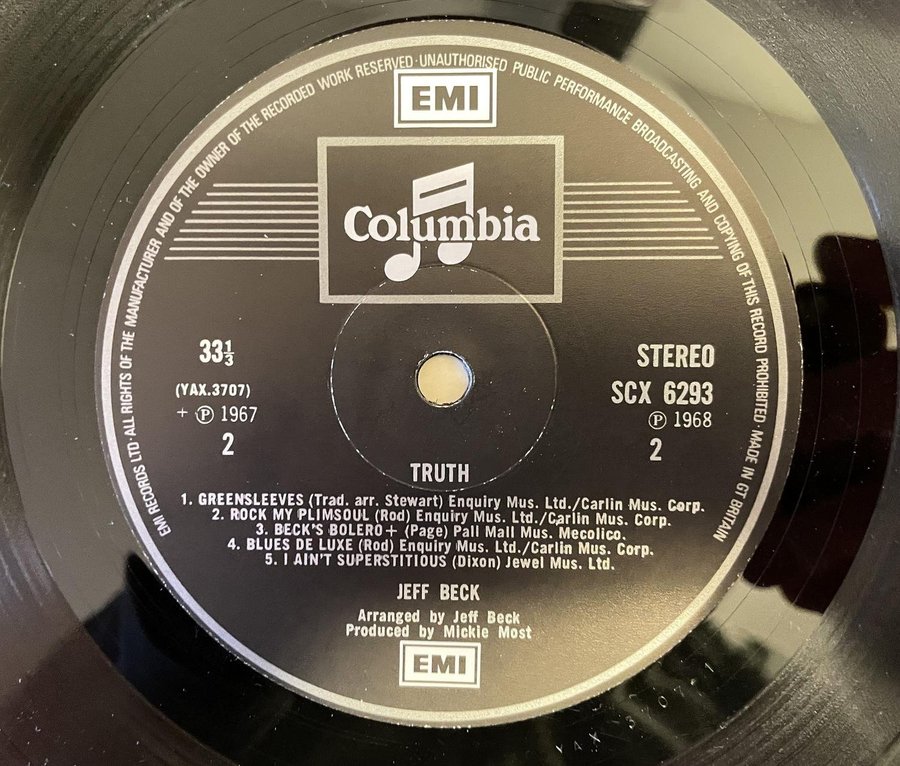 EMI RECORDS LTD·ALL RIGHTS OF THE MANUFACTURER AND OF THE OWNER OF THE RECORDED WORK RESERVED·UNAUTHORISED PUBLIC PERFORMANCE BROADCASTING AND COPYING OF THIS RECORD PROHIBITED·MADE IN GT BRITAIN
EMI
Columbia
33⅓
(YAX.3707)
+ ℗ 1967
2
STEREO
SCX 6293
℗ 1968
2
TRUTH
1. GREENSLEEVES (Trad. arr. Stewart) Enquiry Mus. Ltd./Carlin Mus. Corp.
2. ROCK MY PLIMSOUL (Rod) Enquiry Mus. Ltd./Carlin Mus. Corp.
3. BECK'S BOLERO+ (Page) Pall Mall Mus. Mecolico.
4. BLUES DE LUXE (Rod) Enquiry Mus. Ltd./Carlin Mus. Corp.
5. I AIN'T SUPERSTITIOUS (Dixon) Jewel Mus. Ltd.
JEFF BECK
Arranged by Jeff Beck
Produced by Mickie Most
EMI